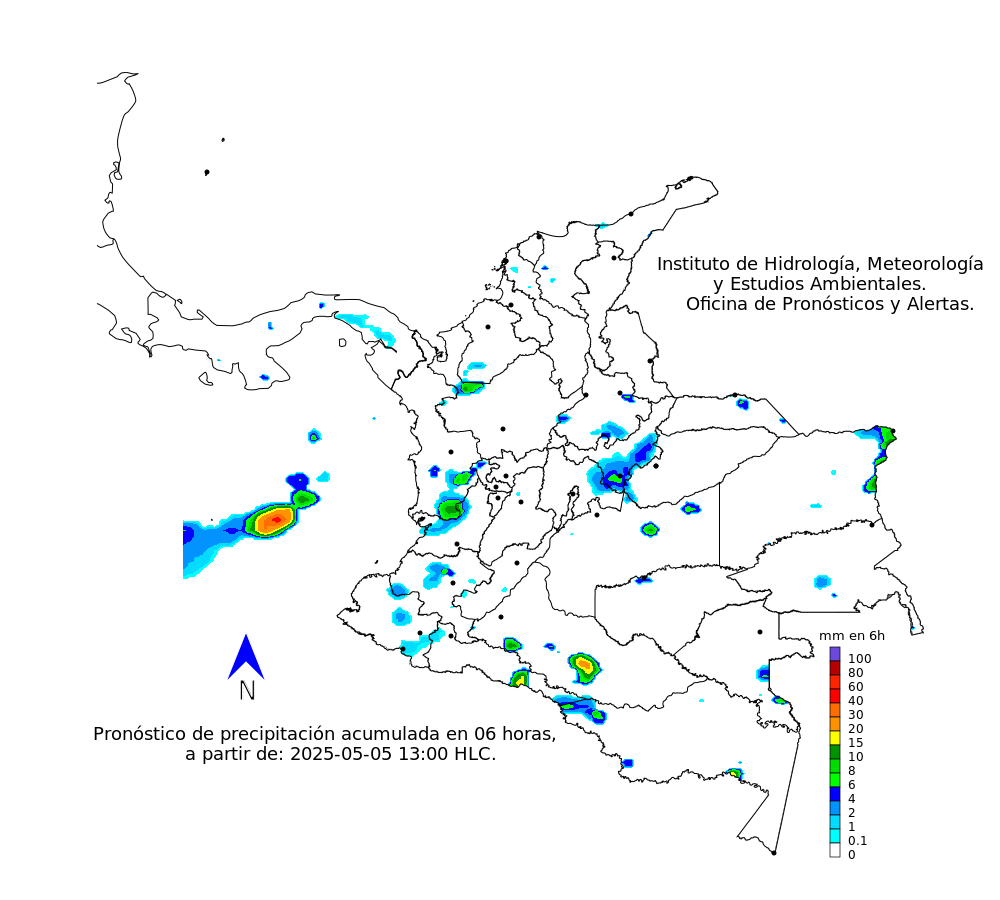 Instituto de Hidrología, Meteorología
y Estudios Ambientales.
Oficina de Pronósticos y Alertas.
mm en 6h
100
80
60
40
30
20
15
10
8
6
4
2
1
0.1
0
N
Pronóstico de precipitación acumulada en 06 horas,
a partir de: 2025-05-05 13:00 HLC.